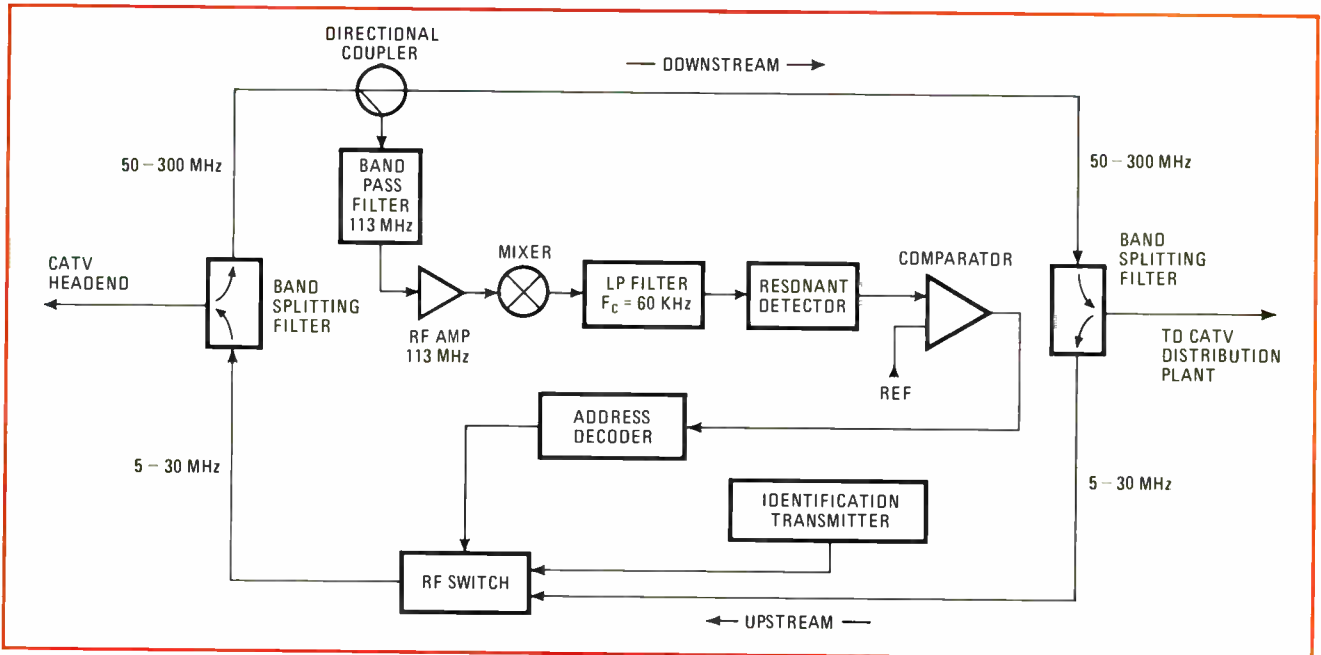 DIRECTIONAL
COUPLER
— DOWNSTREAM →
50 – 300 MHz
BAND
PASS
FILTER
113 MHz
50 – 300 MHz
CATV
HEADEND
BAND
SPLITTING
FILTER
RF AMP
113 MHz
MIXER
LP FILTER
Fc = 60 KHz
RESONANT
DETECTOR
COMPARATOR
REF
BAND
SPLITTING
FILTER
TO CATV
DISTRIBUTION
PLANT
ADDRESS
DECODER
5 – 30 MHz
IDENTIFICATION
TRANSMITTER
5 – 30 MHz
RF SWITCH
← UPSTREAM —